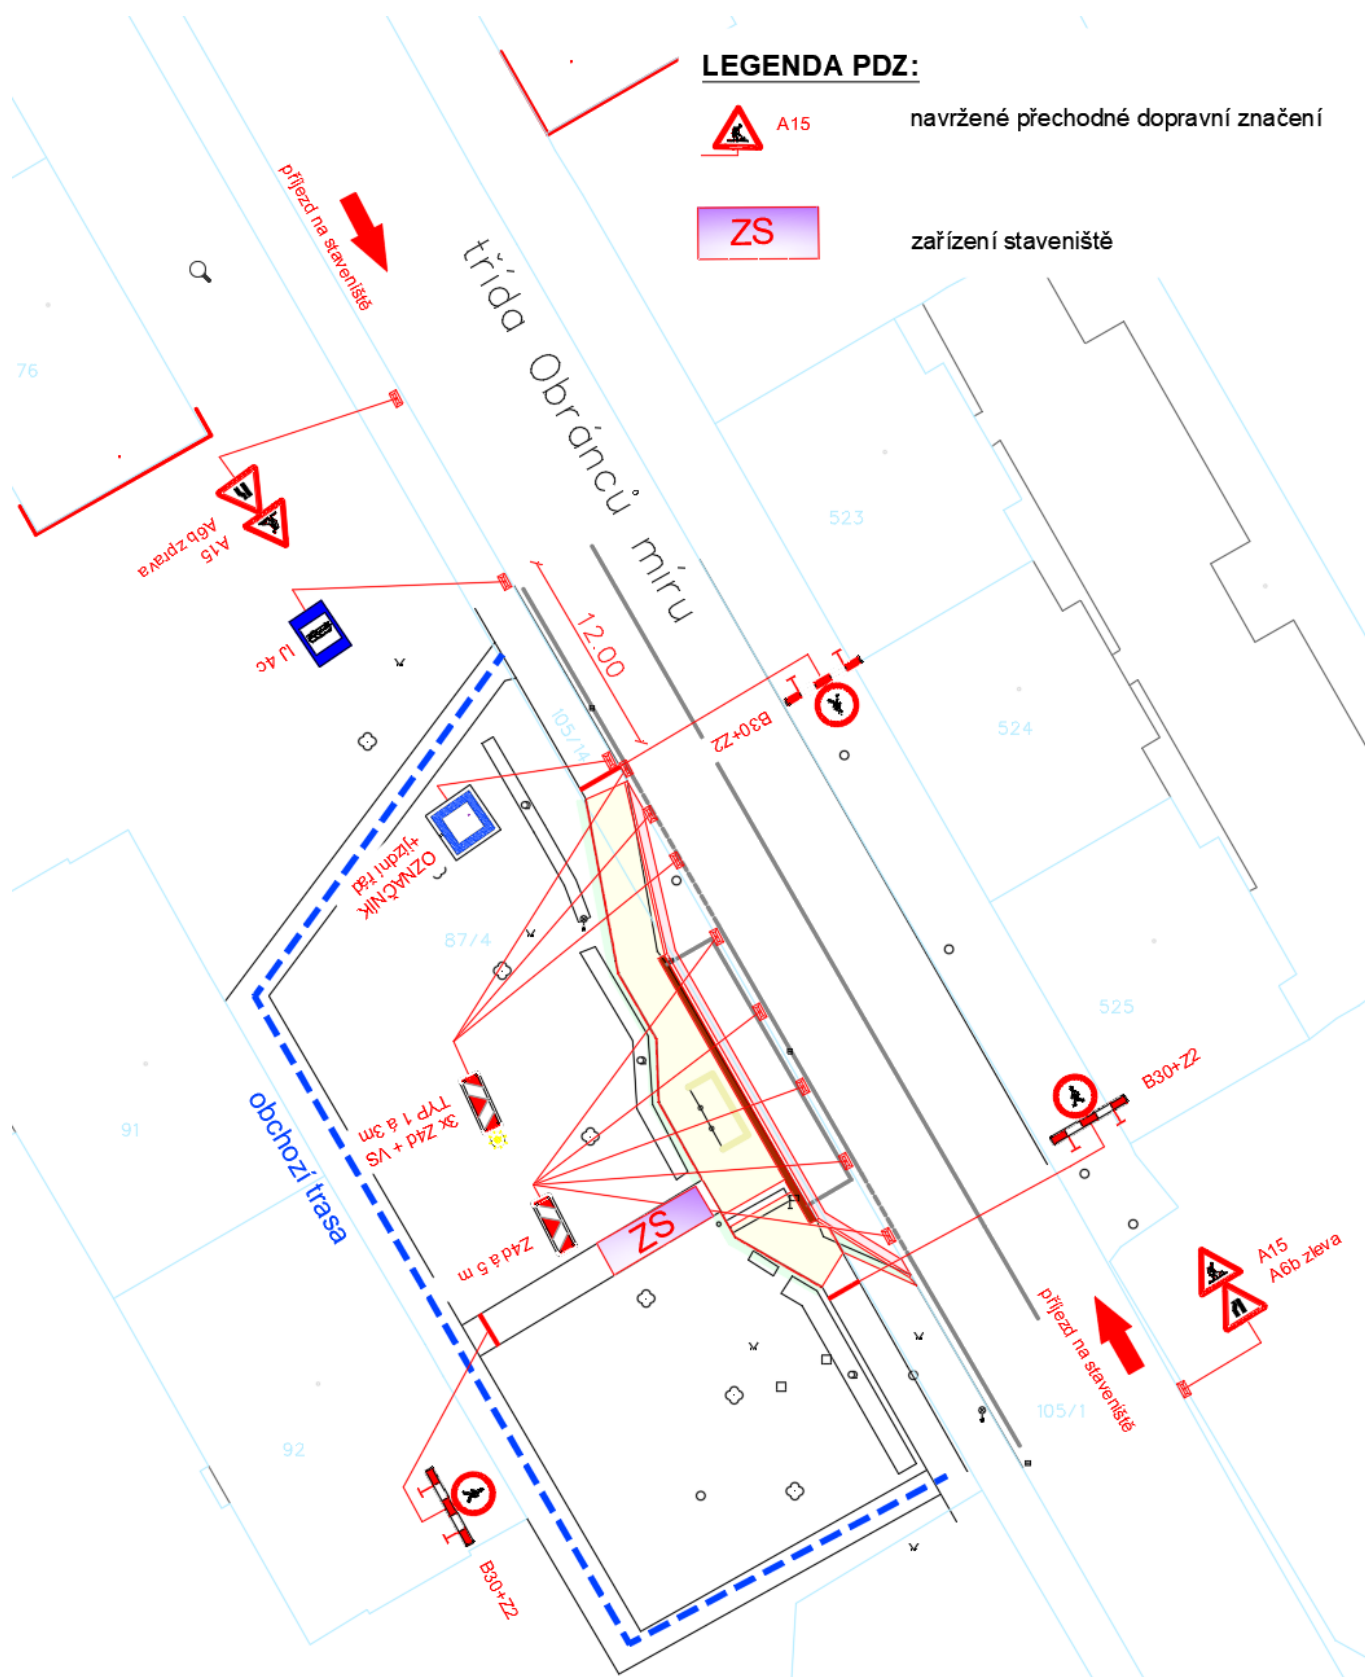 LEGENDA PDZ:
A15
navržené přechodné dopravní značení
ZS
zařízení staveniště
příjezd na staveniště
třída Obránců míru
76
A15
A6b zprava
523
IJ 4c
12.00
105/14
B30+Z2
524
OZNAČNÍK
+jízdní řád
87/4
525
B30+Z2
91
obchozí trasa
3x Z4d + VS
TYP 1 á 3m
ZS
Z4d á 5 m
A15
A6b zleva
příjezd na staveniště
105/1
92
B30+Z2